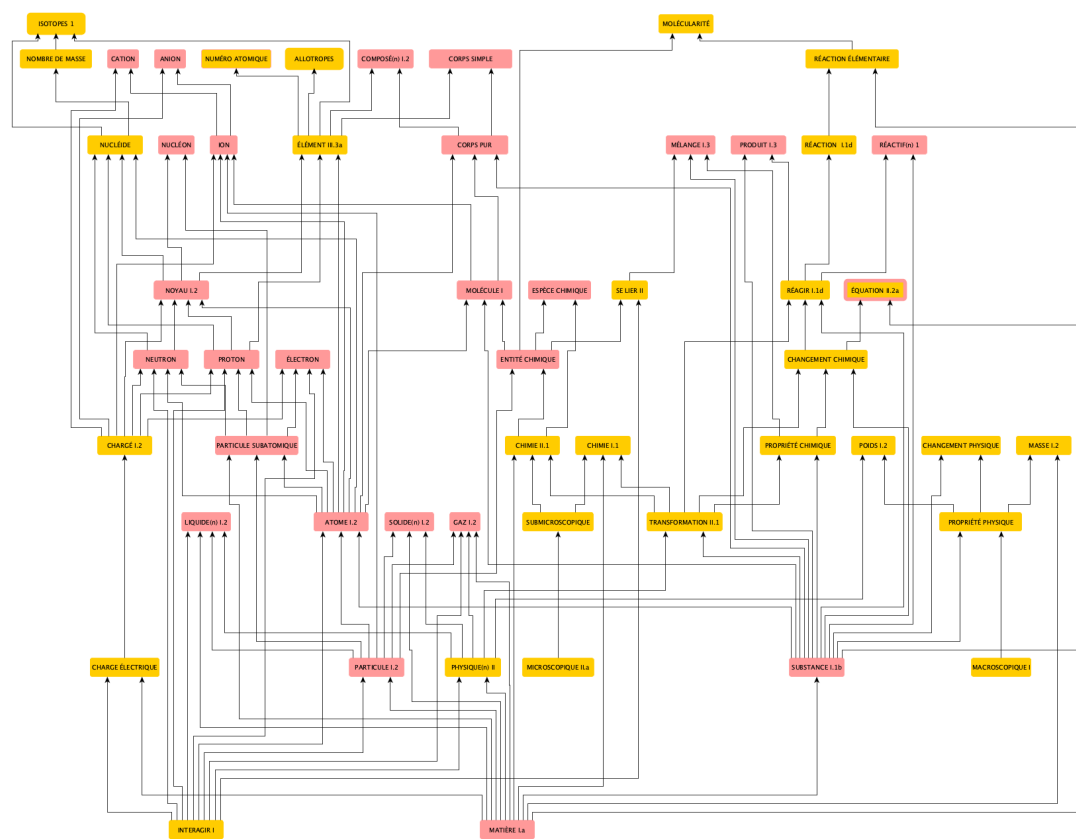 ISOTOPES 1
MOLÉCULARITÉ
NOMBRE DE MASSE
CATION
ANION
NUMÉRO ATOMIQUE
ALLOTROPES
COMPOSÉ(n) I.2
CORPS SIMPLE
RÉACTION ÉLÉMENTAIRE
NUCLÉIDE
NUCLÉON
ION
ÉLÉMENT III.3a
CORPS PUR
MÉLANGE I.3
PRODUIT I.3
RÉACTION I.1d
RÉACTIF(n) 1
NOYAU I.2
MOLÉCULE I
ESPÈCE CHIMIQUE
SE LIER II
RÉAGIR I.1d
ÉQUATION II.2a
NEUTRON
PROTON
ÉLECTRON
ENTITÉ CHIMIQUE
CHANGEMENT CHIMIQUE
CHARGÉ I.2
PARTICULE SUBATOMIQUE
CHIMIE II.1
CHIMIE I.1
PROPRIÉTÉ CHIMIQUE
POIDS I.2
CHANGEMENT PHYSIQUE
MASSE I.2
LIQUIDE(n) I.2
ATOME I.2
SOLIDE(n) I.2
GAZ I.2
SUBMICROSCOPIQUE
TRANSFORMATION II.1
PROPRIÉTÉ PHYSIQUE
CHARGE ÉLECTRIQUE
PARTICULE I.2
PHYSIQUE(n) II
MICROSCOPIQUE II.a
SUBSTANCE I.1b
MACROSCOPIQUE I
INTERAGIR I
MATIÈRE I.a